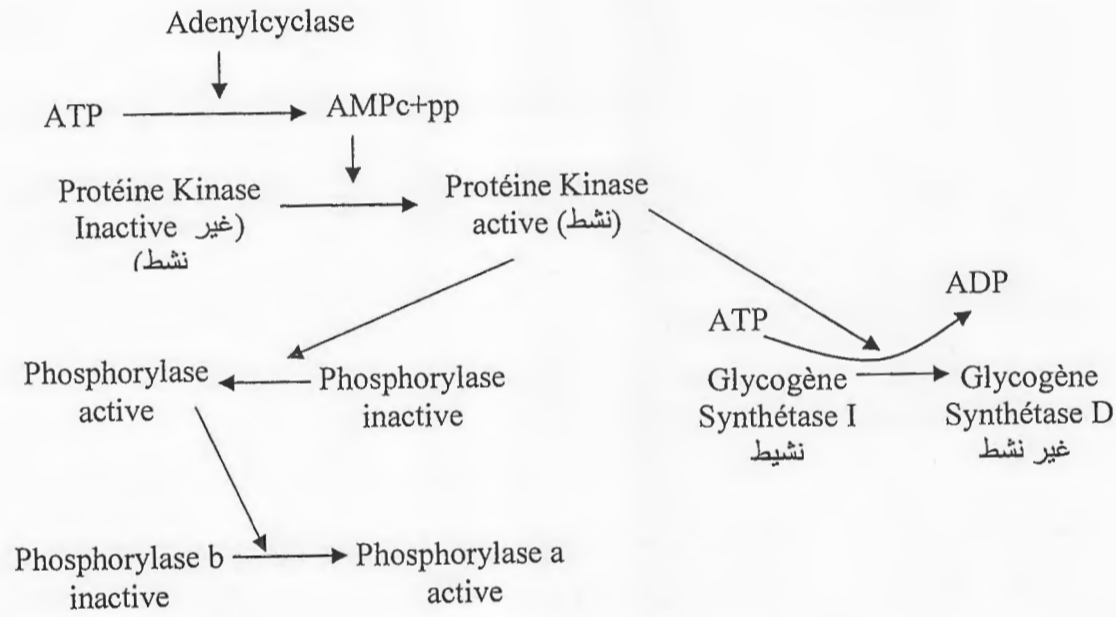 Adenylcyclase
ATP
AMPc+pp
Protéine Kinase
Inactive (غير
نشط)
Protéine Kinase
active (نشط)
ATP
ADP
Phosphorylase
active
Phosphorylase
inactive
Glycogène
Synthétase I
نشيط
Glycogène
Synthétase D
غير نشط
Phosphorylase b
inactive
Phosphorylase a
active